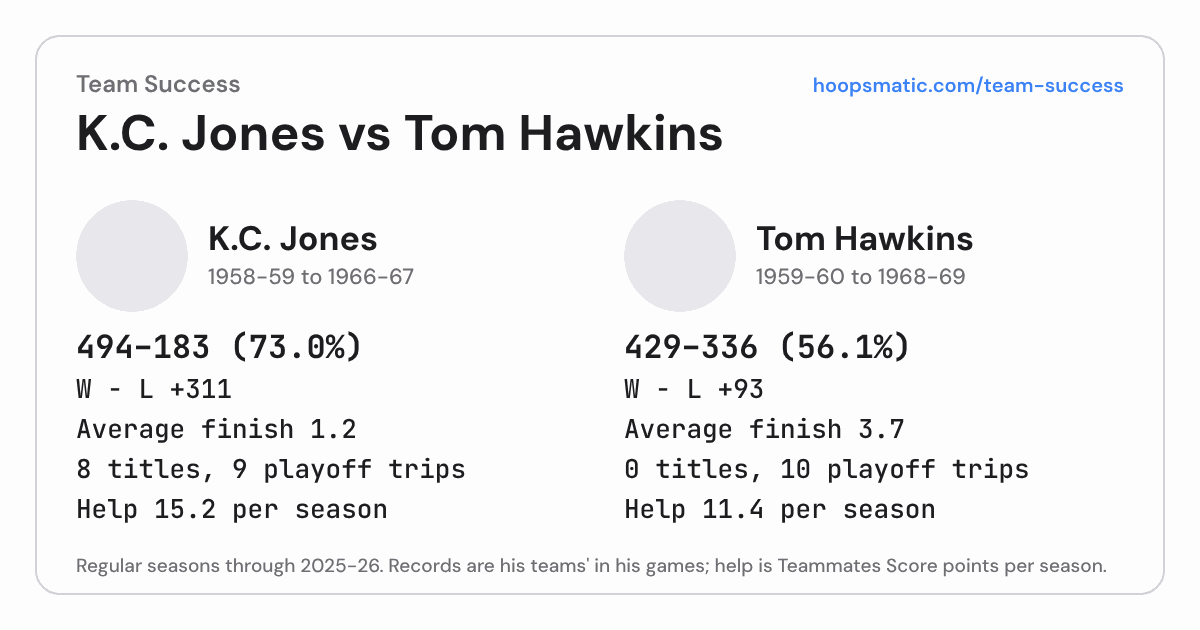 Team Success
hoopsmatic.com/team-success
K.C. Jones vs Tom Hawkins
K.C. Jones
1958–59 to 1966–67
494–183 (73.0%)
W - L +311
Average finish 1.2
8 titles, 9 playoff trips
Help 15.2 per season
Tom Hawkins
1959–60 to 1968–69
429–336 (56.1%)
W - L +93
Average finish 3.7
0 titles, 10 playoff trips
Help 11.4 per season
Regular seasons through 2025-26. Records are his teams' in his games; help is Teammates Score points per season.